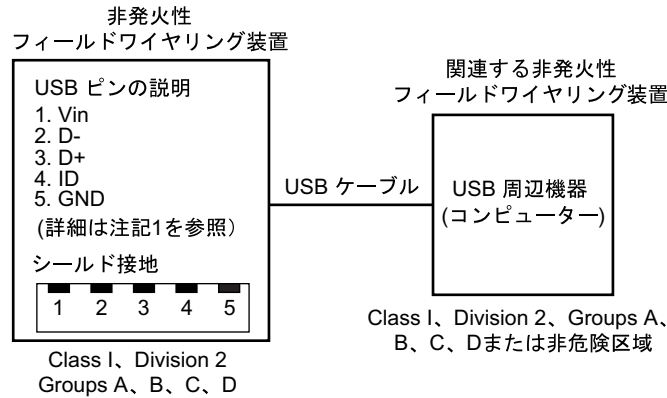 非発火性
フィールドワイヤリング装置
USB ピンの説明
1. Vin
2. D-
3. D+
4. ID
5. GND
(詳細は注記1を参照）
シールド接地
1 2 3 4 5
Class I、Division 2
Groups A、B、C、D
USB ケーブル
関連する非発火性
フィールドワイヤリング装置
USB 周辺機器
(コンピューター)
Class I、Division 2、Groups A、
B、C、Dまたは非危険区域